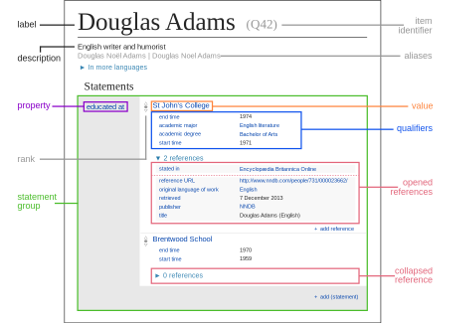 label
Douglas Adams (Q42)
item
identifier
description
English writer and humorist
Douglas Noël Adams | Douglas Noel Adams
aliases
► In more languages
Statements
property
educated at
St John's College
value
end time 1974
academic major English literature
academic degree Bachelor of Arts
start time 1971
qualifiers
rank
▼ 2 references
stated in Encyclopædia Britannica Online
reference URL http://www.nndb.com/people/731/000023662/
original language of work English
retrieved 7 December 2013
publisher NNDB
title Douglas Adams (English)
opened
references
statement
group
+ add reference
Brentwood School
end time 1970
start time 1959
► 0 references
collapsed
reference
+ add (statement)